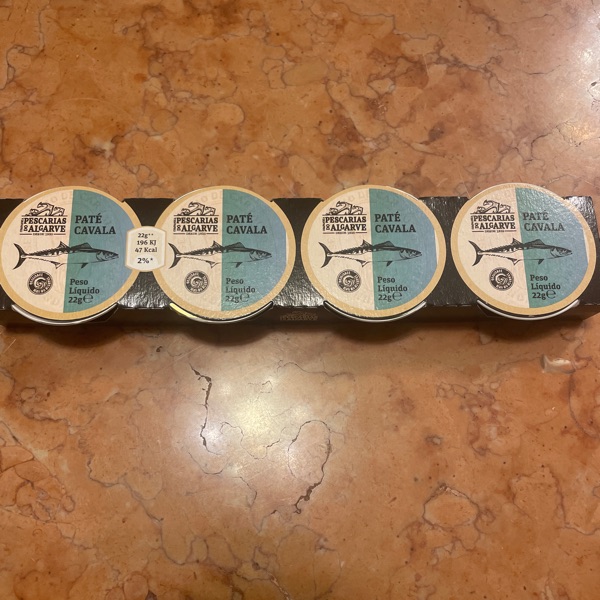 PESCARIAS
DO ALGARVE
PATÉ
CAVALA
Peso
Líquido
22g℮
22g**
196 KJ
47 Kcal
2%*
PESCARIAS
DO ALGARVE
PATÉ
CAVALA
Peso
Líquido
22g℮
PESCARIAS
DO ALGARVE
PATÉ
CAVALA
Peso
Líquido
22g℮
PESCARIAS
DO ALGARVE
PATÉ
CAVALA
Peso
Líquido
22g℮